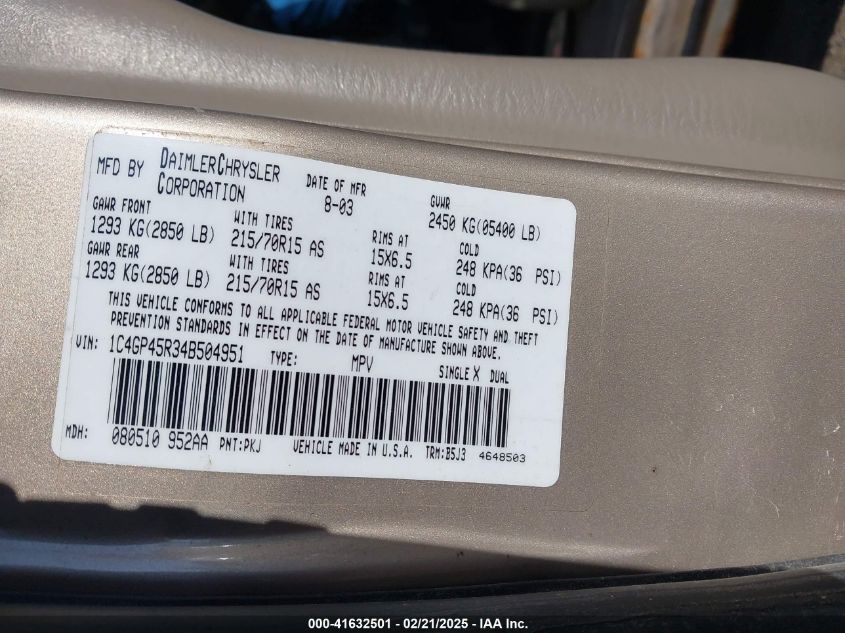 MFD BY DAIMLERCHRYSLER CORPORATION
DATE OF MFR
8-03
GVWR
2450 KG(05400 LB)
GAWR FRONT
1293 KG(2850 LB)
WITH TIRES
215/70R15 AS
RIMS AT
15X6.5
COLD
248 KPA(36 PSI)
GAWR REAR
1293 KG(2850 LB)
WITH TIRES
215/70R15 AS
RIMS AT
15X6.5
COLD
248 KPA(36 PSI)
THIS VEHICLE CONFORMS TO ALL APPLICABLE FEDERAL MOTOR VEHICLE SAFETY AND THEFT
PREVENTION STANDARDS IN EFFECT ON THE DATE OF MANUFACTURE SHOWN ABOVE.
VIN: 1C4GP45R34B504951 TYPE: MPV SINGLE X DUAL
MDH: 080510 952AA PNT:PKJ VEHICLE MADE IN U.S.A. TRM:B5J3 4648503
000-41632501 - 02/21/2025 - IAA Inc.